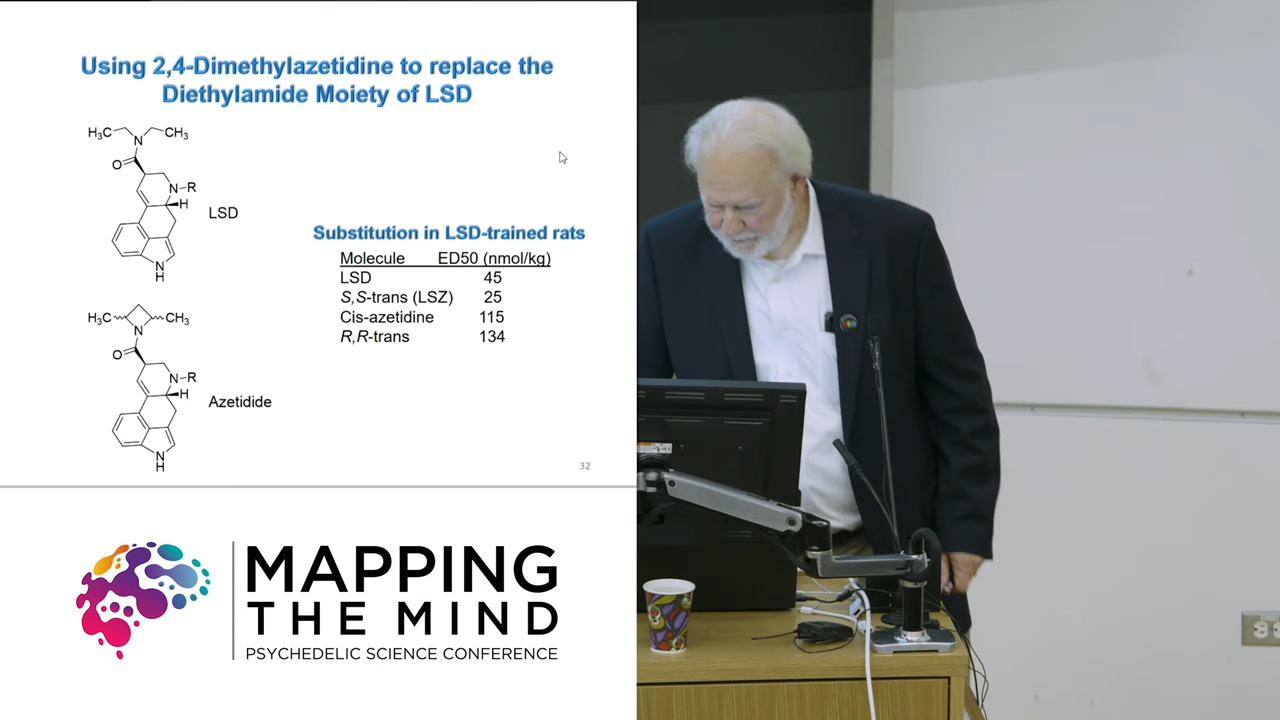 Using 2,4-Dimethylazetidine to replace the
Diethylamide Moiety of LSD
H₃C
CH₃
N
O
N–R
H
LSD
N
H
Substitution in LSD-trained rats
Molecule ED50 (nmol/kg)
LSD 45
S,S-trans (LSZ) 25
Cis-azetidine 115
R,R-trans 134
H₃C
CH₃
N
O
N–R
H
Azetidide
N
H
32
MAPPING
THE MIND
PSYCHEDELIC SCIENCE CONFERENCE